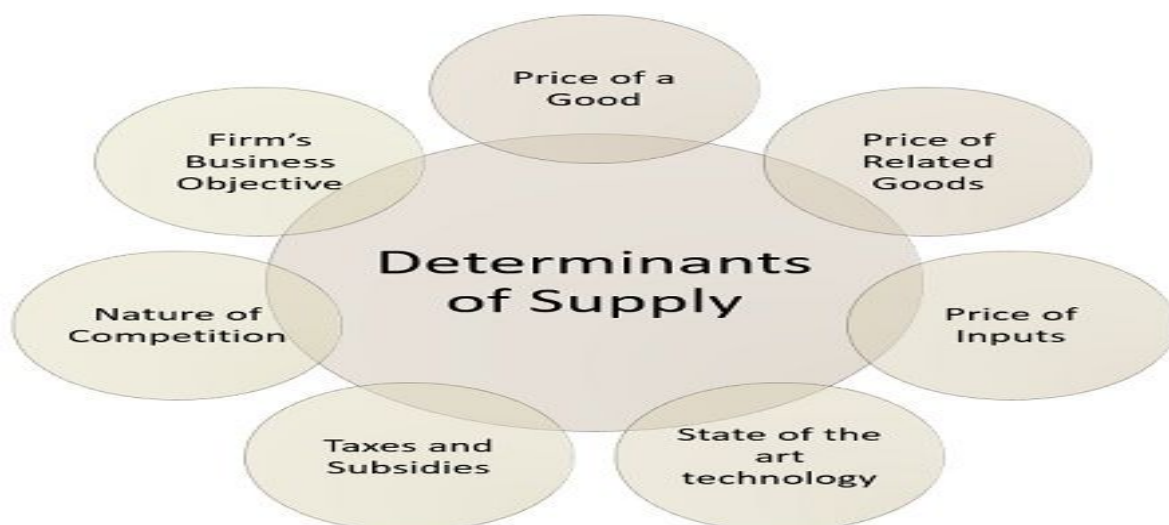 Price of a
Good
Price of
Related
Goods
Price of
Inputs
State of the
art
technology
Taxes and
Subsidies
Nature of
Competition
Firm's
Business
Objective
Determinants
of Supply